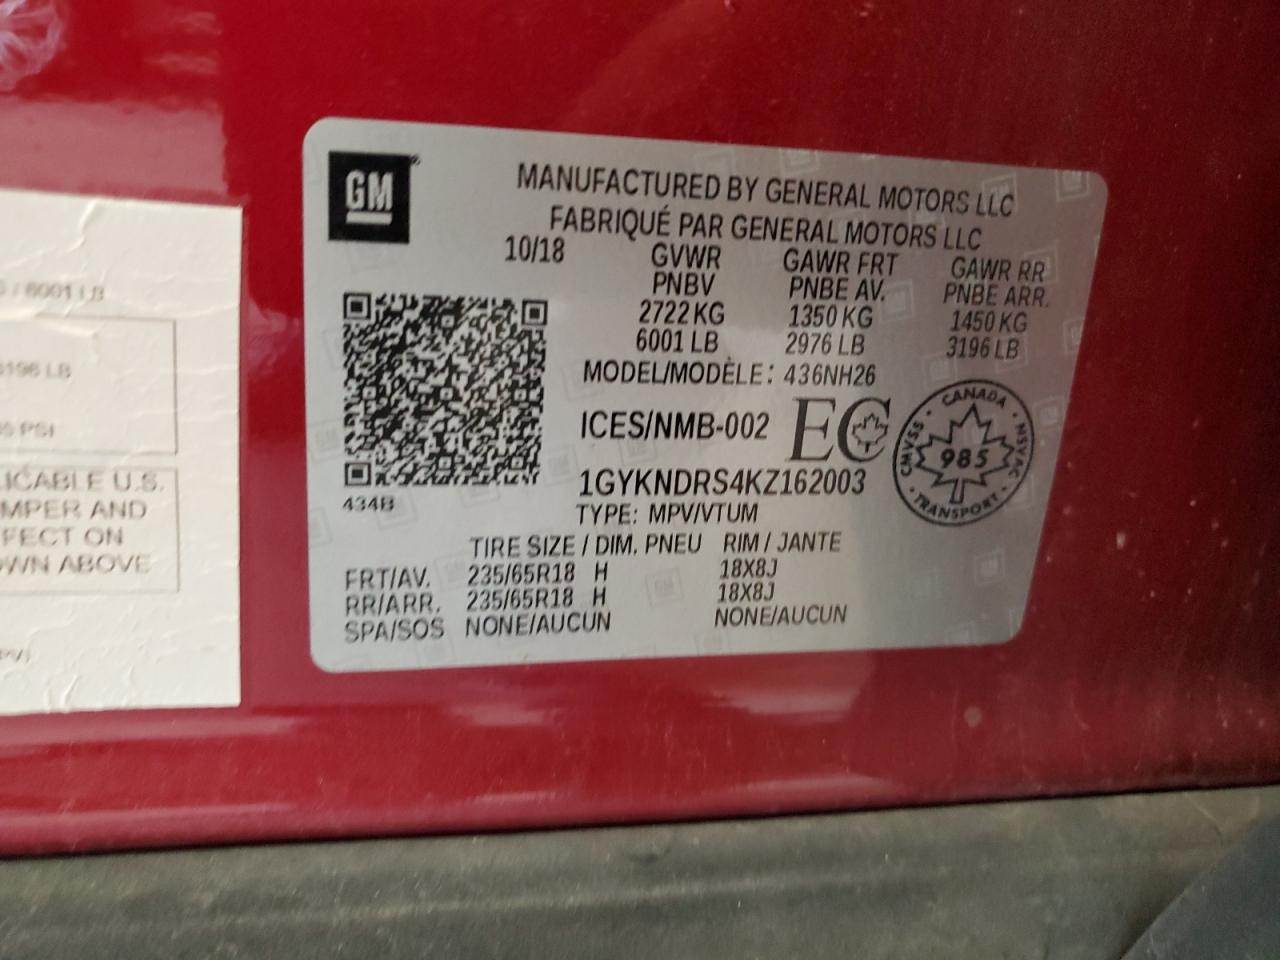 / 6001 LB
3196 LB
PSI
LICABLE U.S.
MPER AND
FFECT ON
WN ABOVE
GM
MANUFACTURED BY GENERAL MOTORS LLC
FABRIQUÉ PAR GENERAL MOTORS LLC
10/18 GVWR GAWR FRT GAWR RR
PNBV PNBE AV. PNBE ARR.
2722 KG 1350 KG 1450 KG
6001 LB 2976 LB 3196 LB
MODEL/MODÈLE: 436NH26
ICES/NMB-002 EC
CANADA
CMVSS 985 NSVAC
TRANSPORT
1GYKNDRS4KZ162003
434B
TYPE: MPV/VTUM
TIRE SIZE / DIM. PNEU RIM / JANTE
FRT/AV. 235/65R18 H 18X8J
RR/ARR. 235/65R18 H 18X8J
SPA/SOS NONE/AUCUN NONE/AUCUN